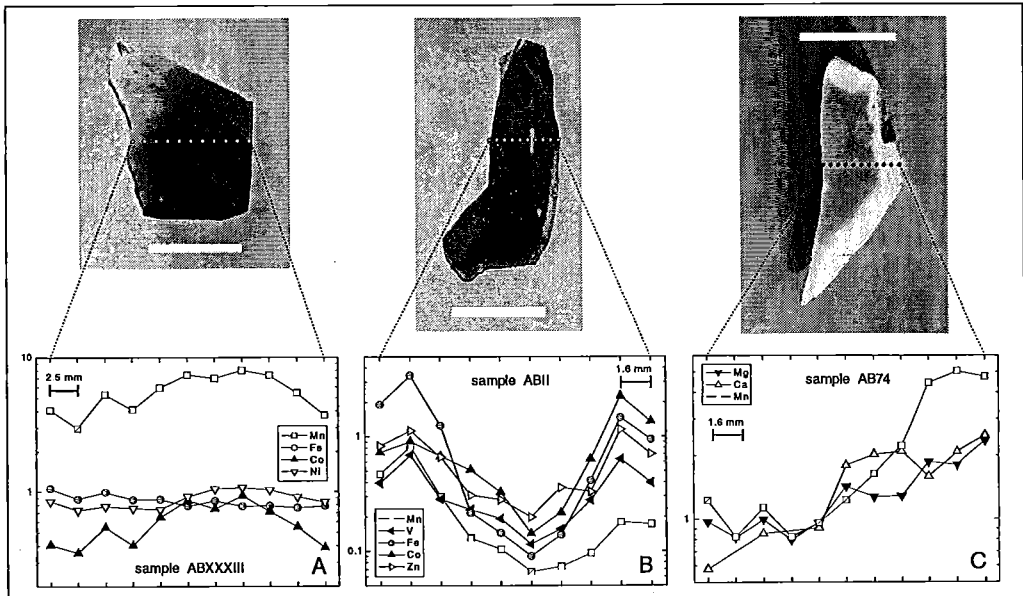 10
1
2.5 mm
Mn
Fe
Co
Ni
sample ABXXXIII
A
1
0.1
sample ABII
1.6 mm
Mn
V
Fe
Co
Zn
B
1
Mg
Ca
Mn
sample AB74
1.6 mm
C